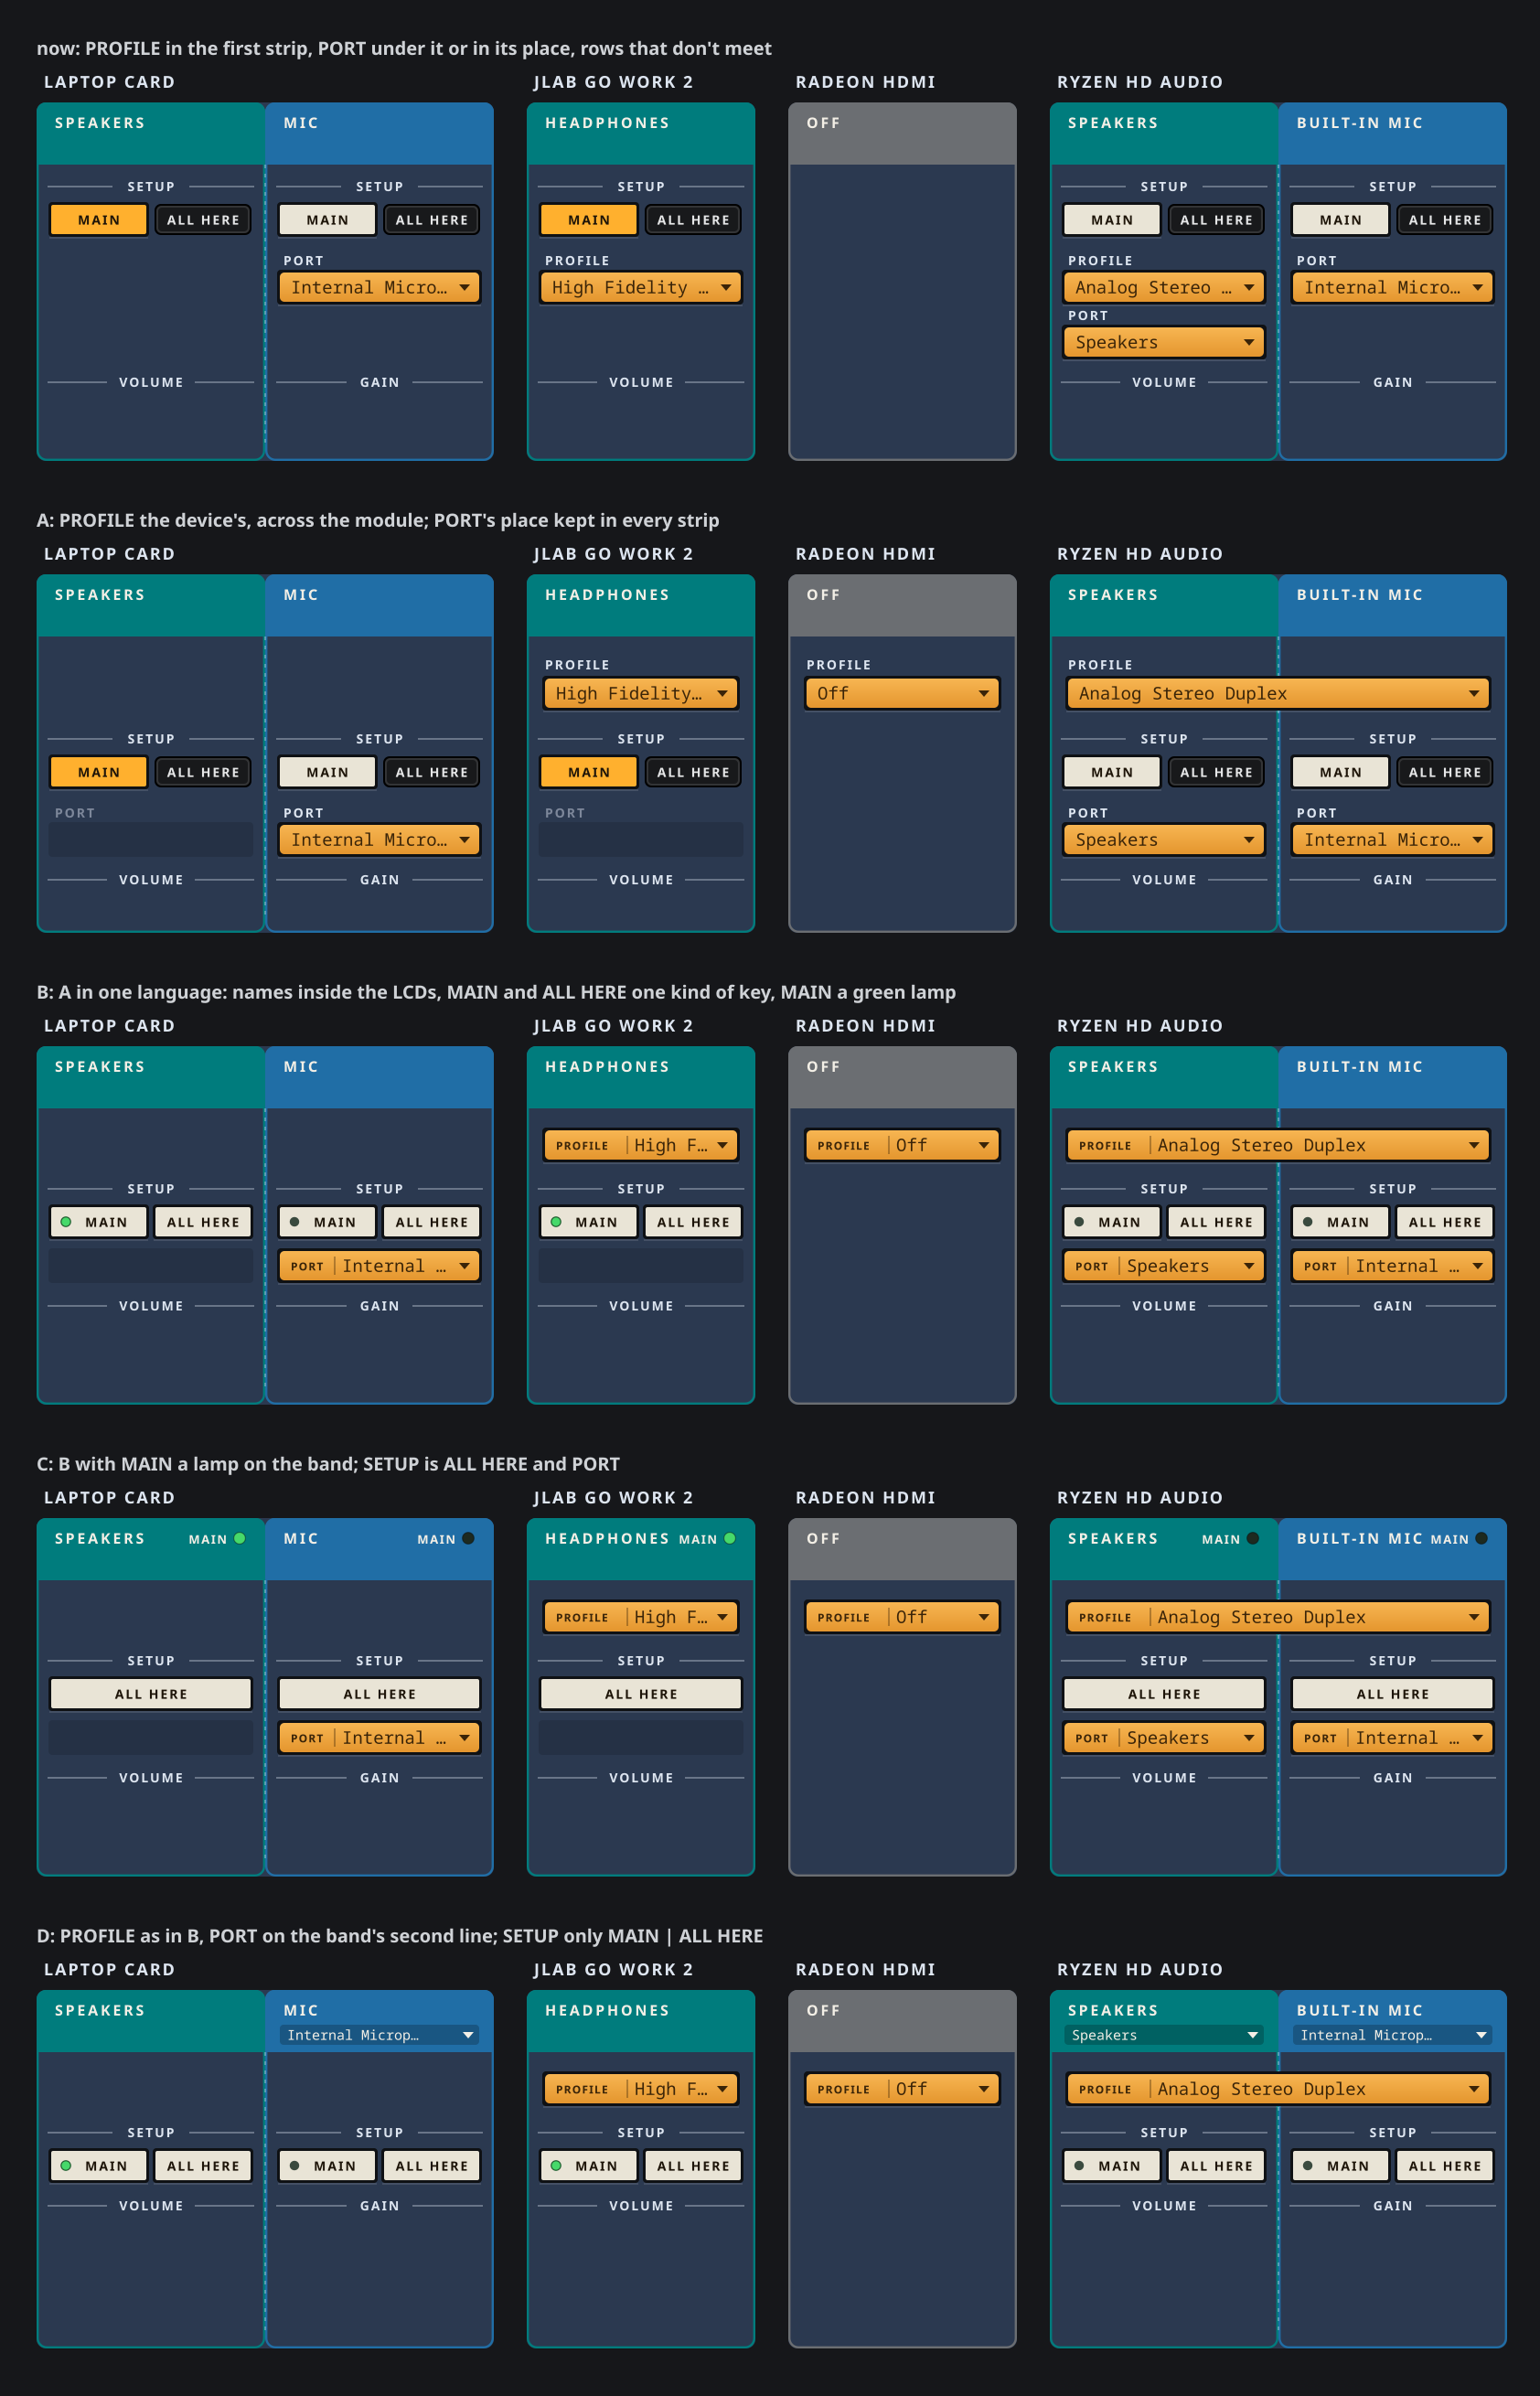 now: PROFILE in the first strip, PORT under it or in its place, rows that don't meet
LAPTOP CARD JLAB GO WORK 2 RADEON HDMI RYZEN HD AUDIO
SPEAKERS MIC HEADPHONES OFF SPEAKERS BUILT-IN MIC
SETUP SETUP SETUP SETUP SETUP
MAIN ALL HERE MAIN ALL HERE MAIN ALL HERE MAIN ALL HERE MAIN ALL HERE
PORT PROFILE PROFILE PORT
Internal Micro… High Fidelity … Analog Stereo … Internal Micro…
PORT
Speakers
VOLUME GAIN VOLUME VOLUME GAIN
A: PROFILE the device's, across the module; PORT's place kept in every strip
LAPTOP CARD JLAB GO WORK 2 RADEON HDMI RYZEN HD AUDIO
SPEAKERS MIC HEADPHONES OFF SPEAKERS BUILT-IN MIC
PROFILE PROFILE PROFILE
High Fidelity… Off Analog Stereo Duplex
SETUP SETUP SETUP SETUP SETUP
MAIN ALL HERE MAIN ALL HERE MAIN ALL HERE MAIN ALL HERE MAIN ALL HERE
PORT PORT PORT PORT PORT
Internal Micro… Speakers Internal Micro…
VOLUME GAIN VOLUME VOLUME GAIN
B: A in one language: names inside the LCDs, MAIN and ALL HERE one kind of key, MAIN a green lamp
LAPTOP CARD JLAB GO WORK 2 RADEON HDMI RYZEN HD AUDIO
SPEAKERS MIC HEADPHONES OFF SPEAKERS BUILT-IN MIC
PROFILE High F… PROFILE Off PROFILE Analog Stereo Duplex
SETUP SETUP SETUP SETUP SETUP
MAIN ALL HERE MAIN ALL HERE MAIN ALL HERE MAIN ALL HERE MAIN ALL HERE
PORT Internal … PORT Speakers PORT Internal …
VOLUME GAIN VOLUME VOLUME GAIN
C: B with MAIN a lamp on the band; SETUP is ALL HERE and PORT
LAPTOP CARD JLAB GO WORK 2 RADEON HDMI RYZEN HD AUDIO
SPEAKERS MAIN MIC MAIN HEADPHONES MAIN OFF SPEAKERS MAIN BUILT-IN MIC MAIN
PROFILE High F… PROFILE Off PROFILE Analog Stereo Duplex
SETUP SETUP SETUP SETUP SETUP
ALL HERE ALL HERE ALL HERE ALL HERE ALL HERE
PORT Internal … PORT Speakers PORT Internal …
VOLUME GAIN VOLUME VOLUME GAIN
D: PROFILE as in B, PORT on the band's second line; SETUP only MAIN | ALL HERE
LAPTOP CARD JLAB GO WORK 2 RADEON HDMI RYZEN HD AUDIO
SPEAKERS MIC HEADPHONES OFF SPEAKERS BUILT-IN MIC
Internal Microp… Speakers Internal Microp…
PROFILE High F… PROFILE Off PROFILE Analog Stereo Duplex
SETUP SETUP SETUP SETUP SETUP
MAIN ALL HERE MAIN ALL HERE MAIN ALL HERE MAIN ALL HERE MAIN ALL HERE
VOLUME GAIN VOLUME VOLUME GAIN